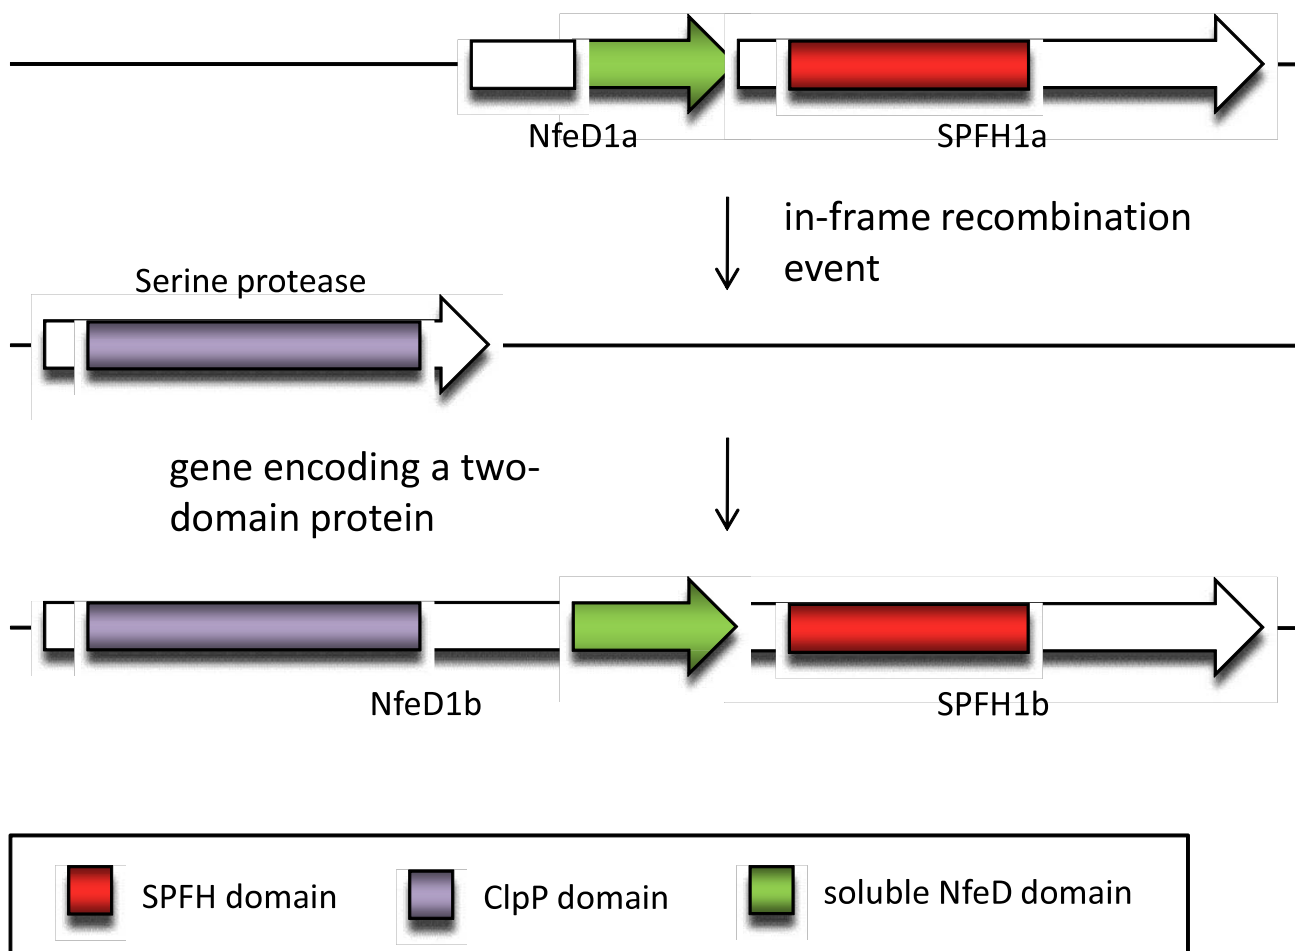 NfeD1a
SPFH1a
in-frame recombination
event
Serine protease
gene encoding a two-
domain protein
NfeD1b
SPFH1b
SPFH domain
ClpP domain
soluble NfeD domain